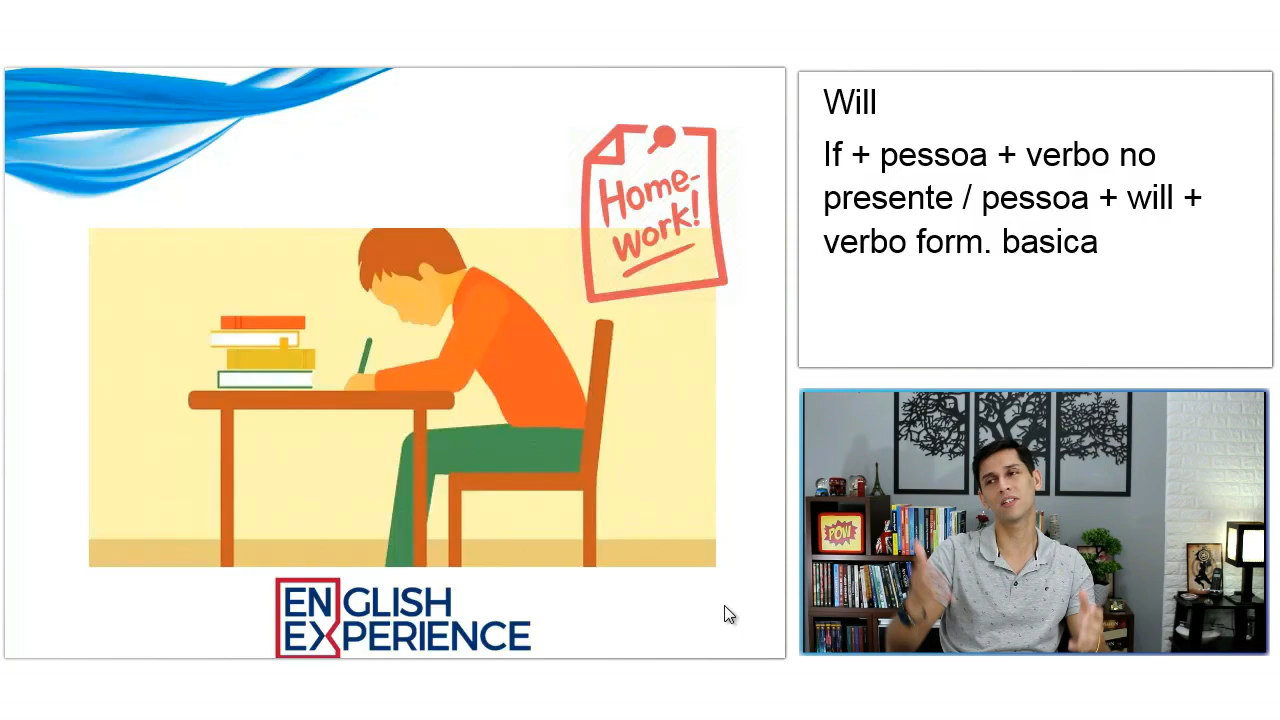 Home-
work!
ENGLISH
EXPERIENCE
Will
If + pessoa + verbo no
presente / pessoa + will +
verbo form. basica
POW